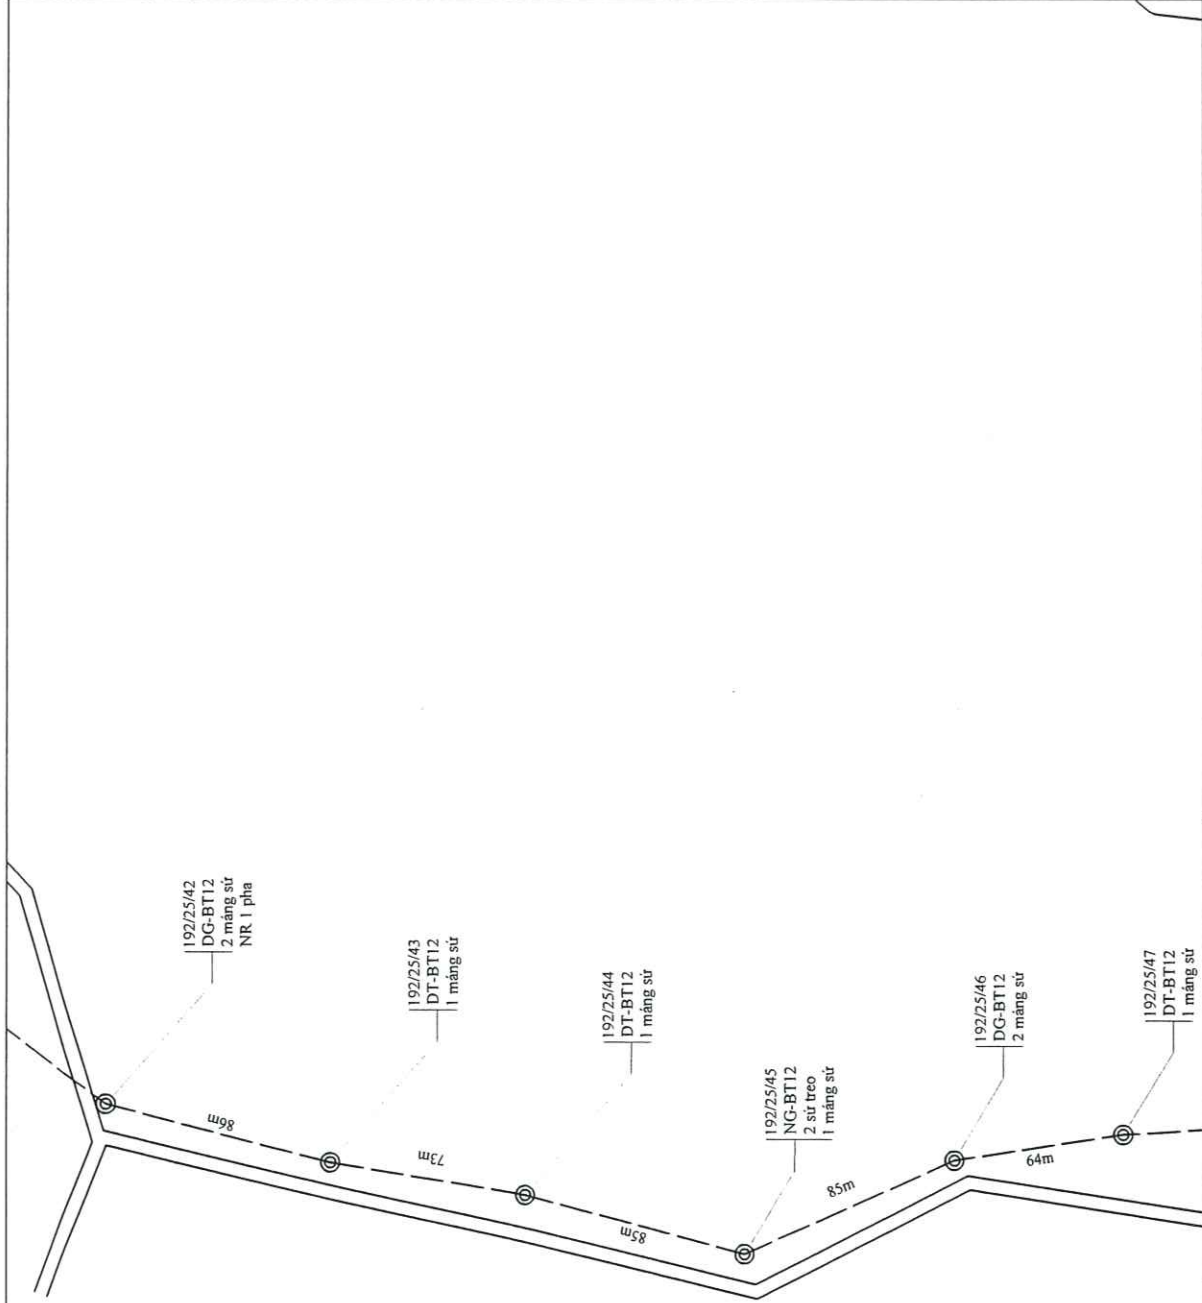 192/25/42
DG-BT12
2 máng sứ
NR 1 pha
86m
192/25/43
DT-BT12
1 máng sứ
73m
192/25/44
DT-BT12
1 máng sứ
85m
192/25/45
NG-BT12
2 sứ treo
1 máng sứ
85m
192/25/46
DG-BT12
2 máng sứ
64m
192/25/47
DT-BT12
1 máng sứ